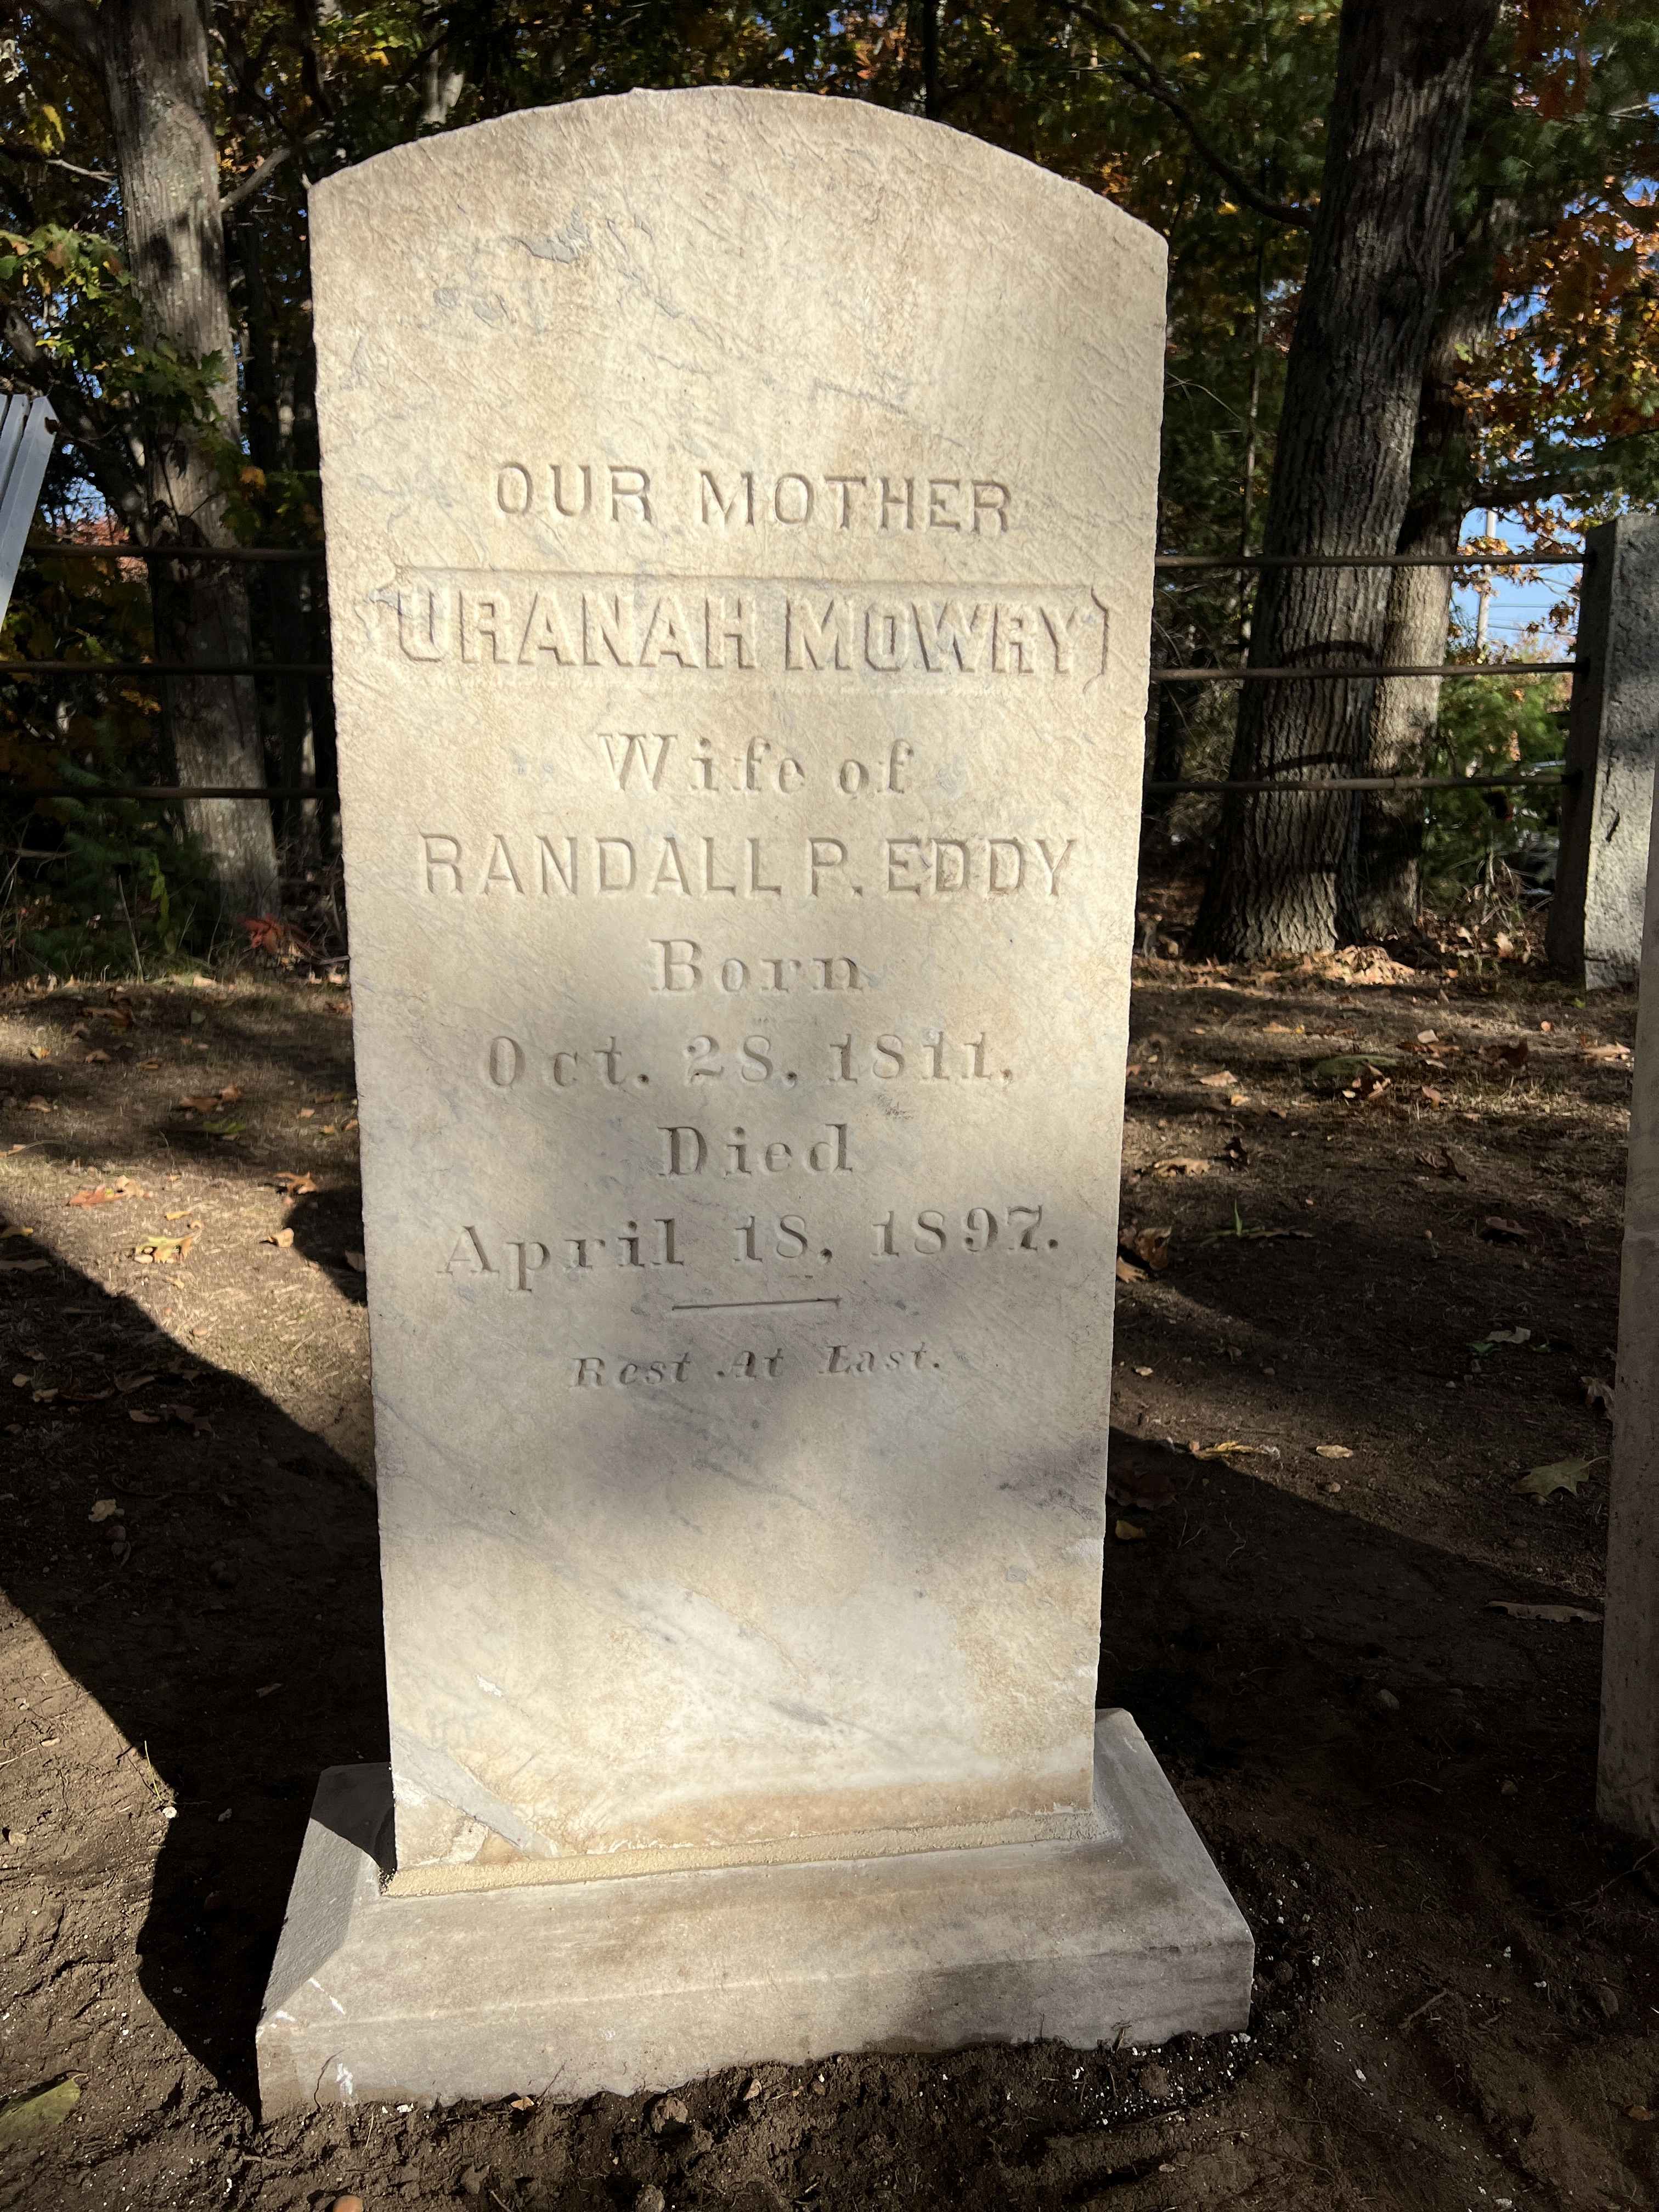 OUR MOTHER
URANAH MOWRY
Wife of
RANDALL P. EDDY
Born
Oct. 28, 1811,
Died
April 18, 1897.
Rest At Last.